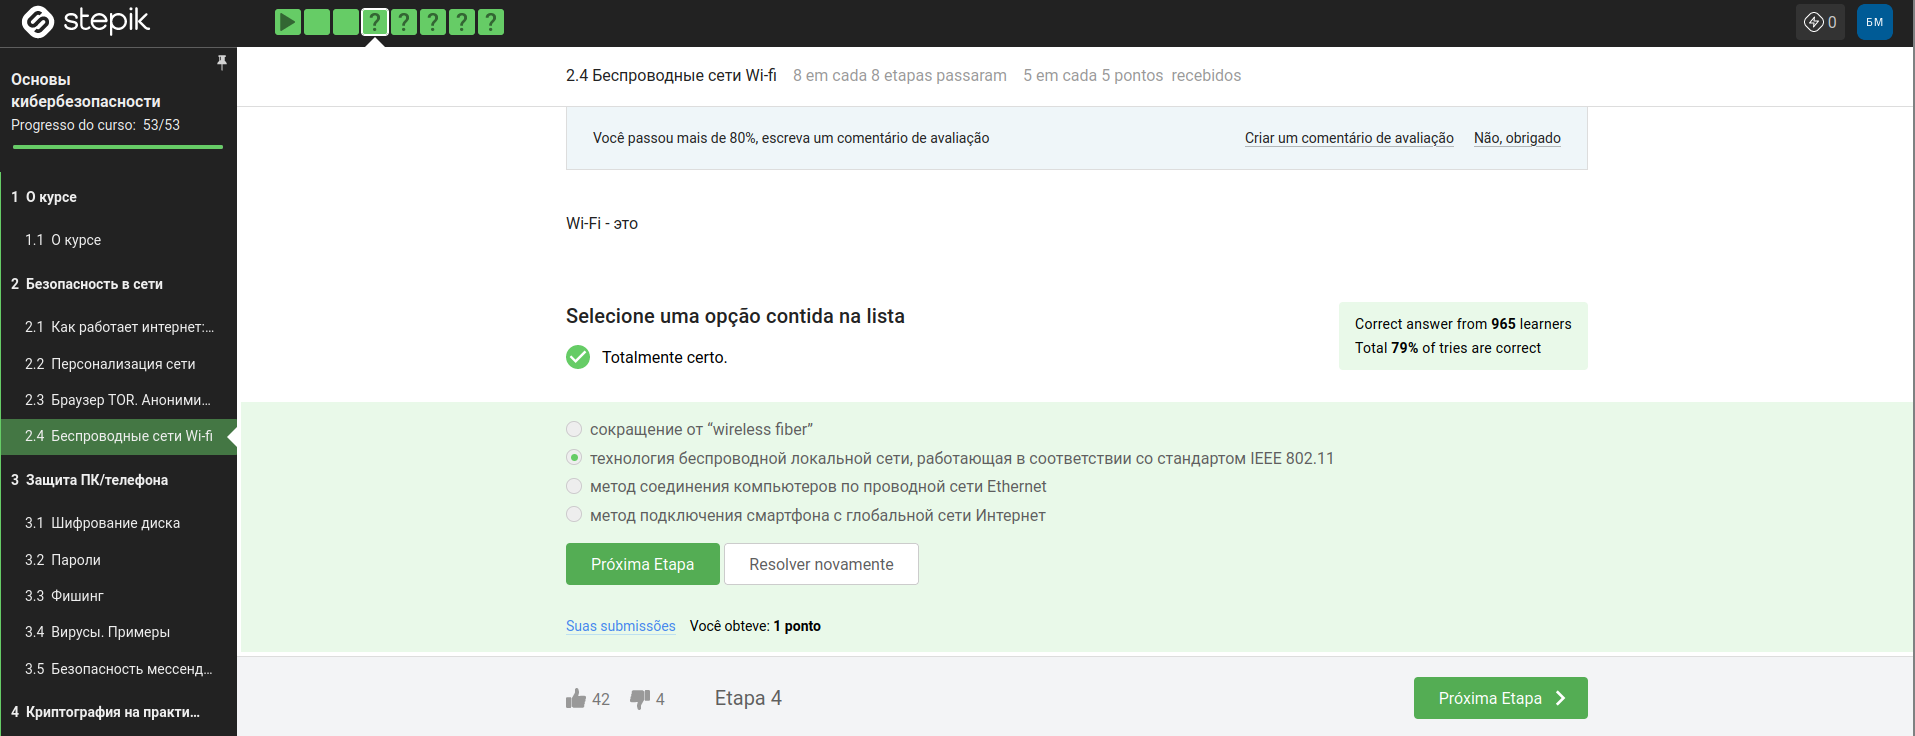 stepik
? ? ? ? ?
0
БМ
Основы
кибербезопасности
Progresso do curso: 53/53
1 О курсе
1.1 О курсе
2 Безопасность в сети
2.1 Как работает интернет:...
2.2 Персонализация сети
2.3 Браузер TOR. Аноними...
2.4 Беспроводные сети Wi-fi
3 Защита ПК/телефона
3.1 Шифрование диска
3.2 Пароли
3.3 Фишинг
3.4 Вирусы. Примеры
3.5 Безопасность мессенд...
4 Криптография на практи...
2.4 Беспроводные сети Wi-fi 8 em cada 8 etapas passaram 5 em cada 5 pontos recebidos
Você passou mais de 80%, escreva um comentário de avaliação Criar um comentário de avaliação Não, obrigado
Wi-Fi - это
Selecione uma opção contida na lista
Totalmente certo.
Correct answer from 965 learners
Total 79% of tries are correct
сокращение от “wireless fiber”
технология беспроводной локальной сети, работающая в соответствии со стандартом IEEE 802.11
метод соединения компьютеров по проводной сети Ethernet
метод подключения смартфона с глобальной сети Интернет
Próxima Etapa Resolver novamente
Suas submissões Você obteve: 1 ponto
42 4 Etapa 4 Próxima Etapa